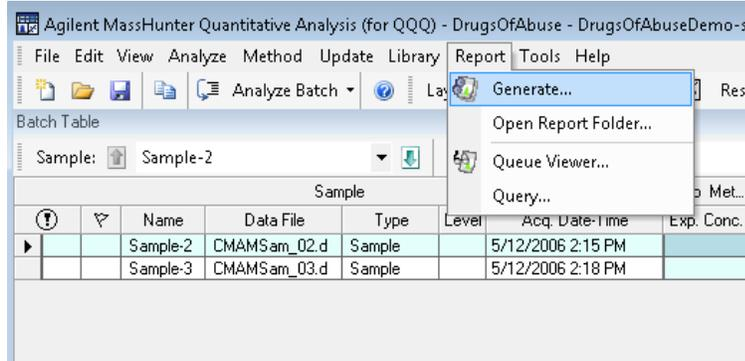 Agilent MassHunter Quantitative Analysis (for QQQ) - DrugsOfAbuse - DrugsOfAbuseDemo-s
File Edit View Analyze Method Update Library Report Tools Help
Analyze Batch La Res
Generate...
Open Report Folder...
Queue Viewer...
Query...
Batch Table
Sample: Sample-2
Sample o Met...
Name Data File Type Level Acq. Date-Time Exp. Conc.
Sample-2 CMAMSam_02.d Sample 5/12/2006 2:15 PM
Sample-3 CMAMSam_03.d Sample 5/12/2006 2:18 PM